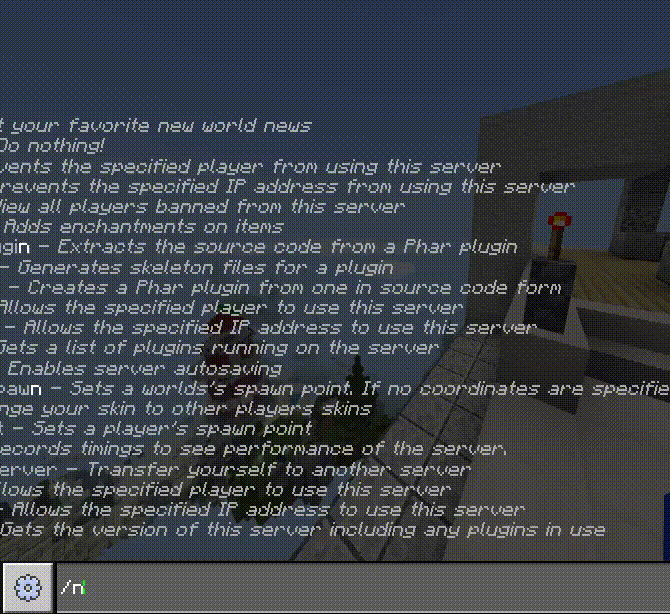 t your favorite new world news
Do nothing!
vents the specified player from using this server
revents the specified IP address from using this server
View all players banned from this server
Adds enchantments on items
gin – Extracts the source code from a Phar plugin
– Generates skeleton files for a plugin
– Creates a Phar plugin from one in source code form
Allows the specified player to use this server
– Allows the specified IP address to use this server
Gets a list of plugins running on the server
Enables server autosaving
pawn – Sets a worlds's spawn point. If no coordinates are specifie
nge your skin to other players skins
t – Sets a player's spawn point
ecords timings to see performance of the server.
erver – Transfer yourself to another server
llows the specified player to use this server
– Allows the specified IP address to use this server
Gets the version of this server including any plugins in use
/n